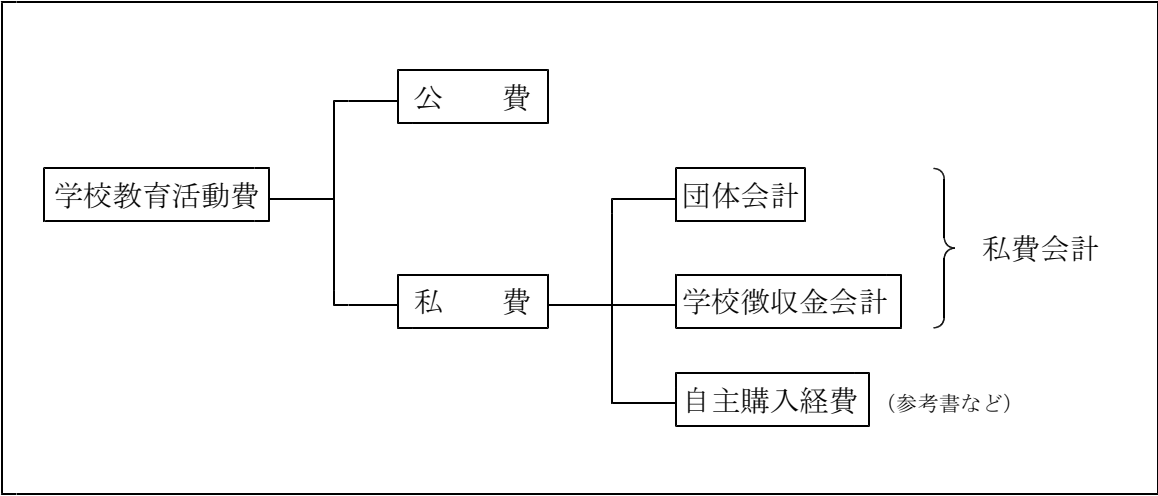 公　　費
学校教育活動費
団体会計
私費会計
私　　費
学校徴収金会計
自主購入経費 （参考書など）